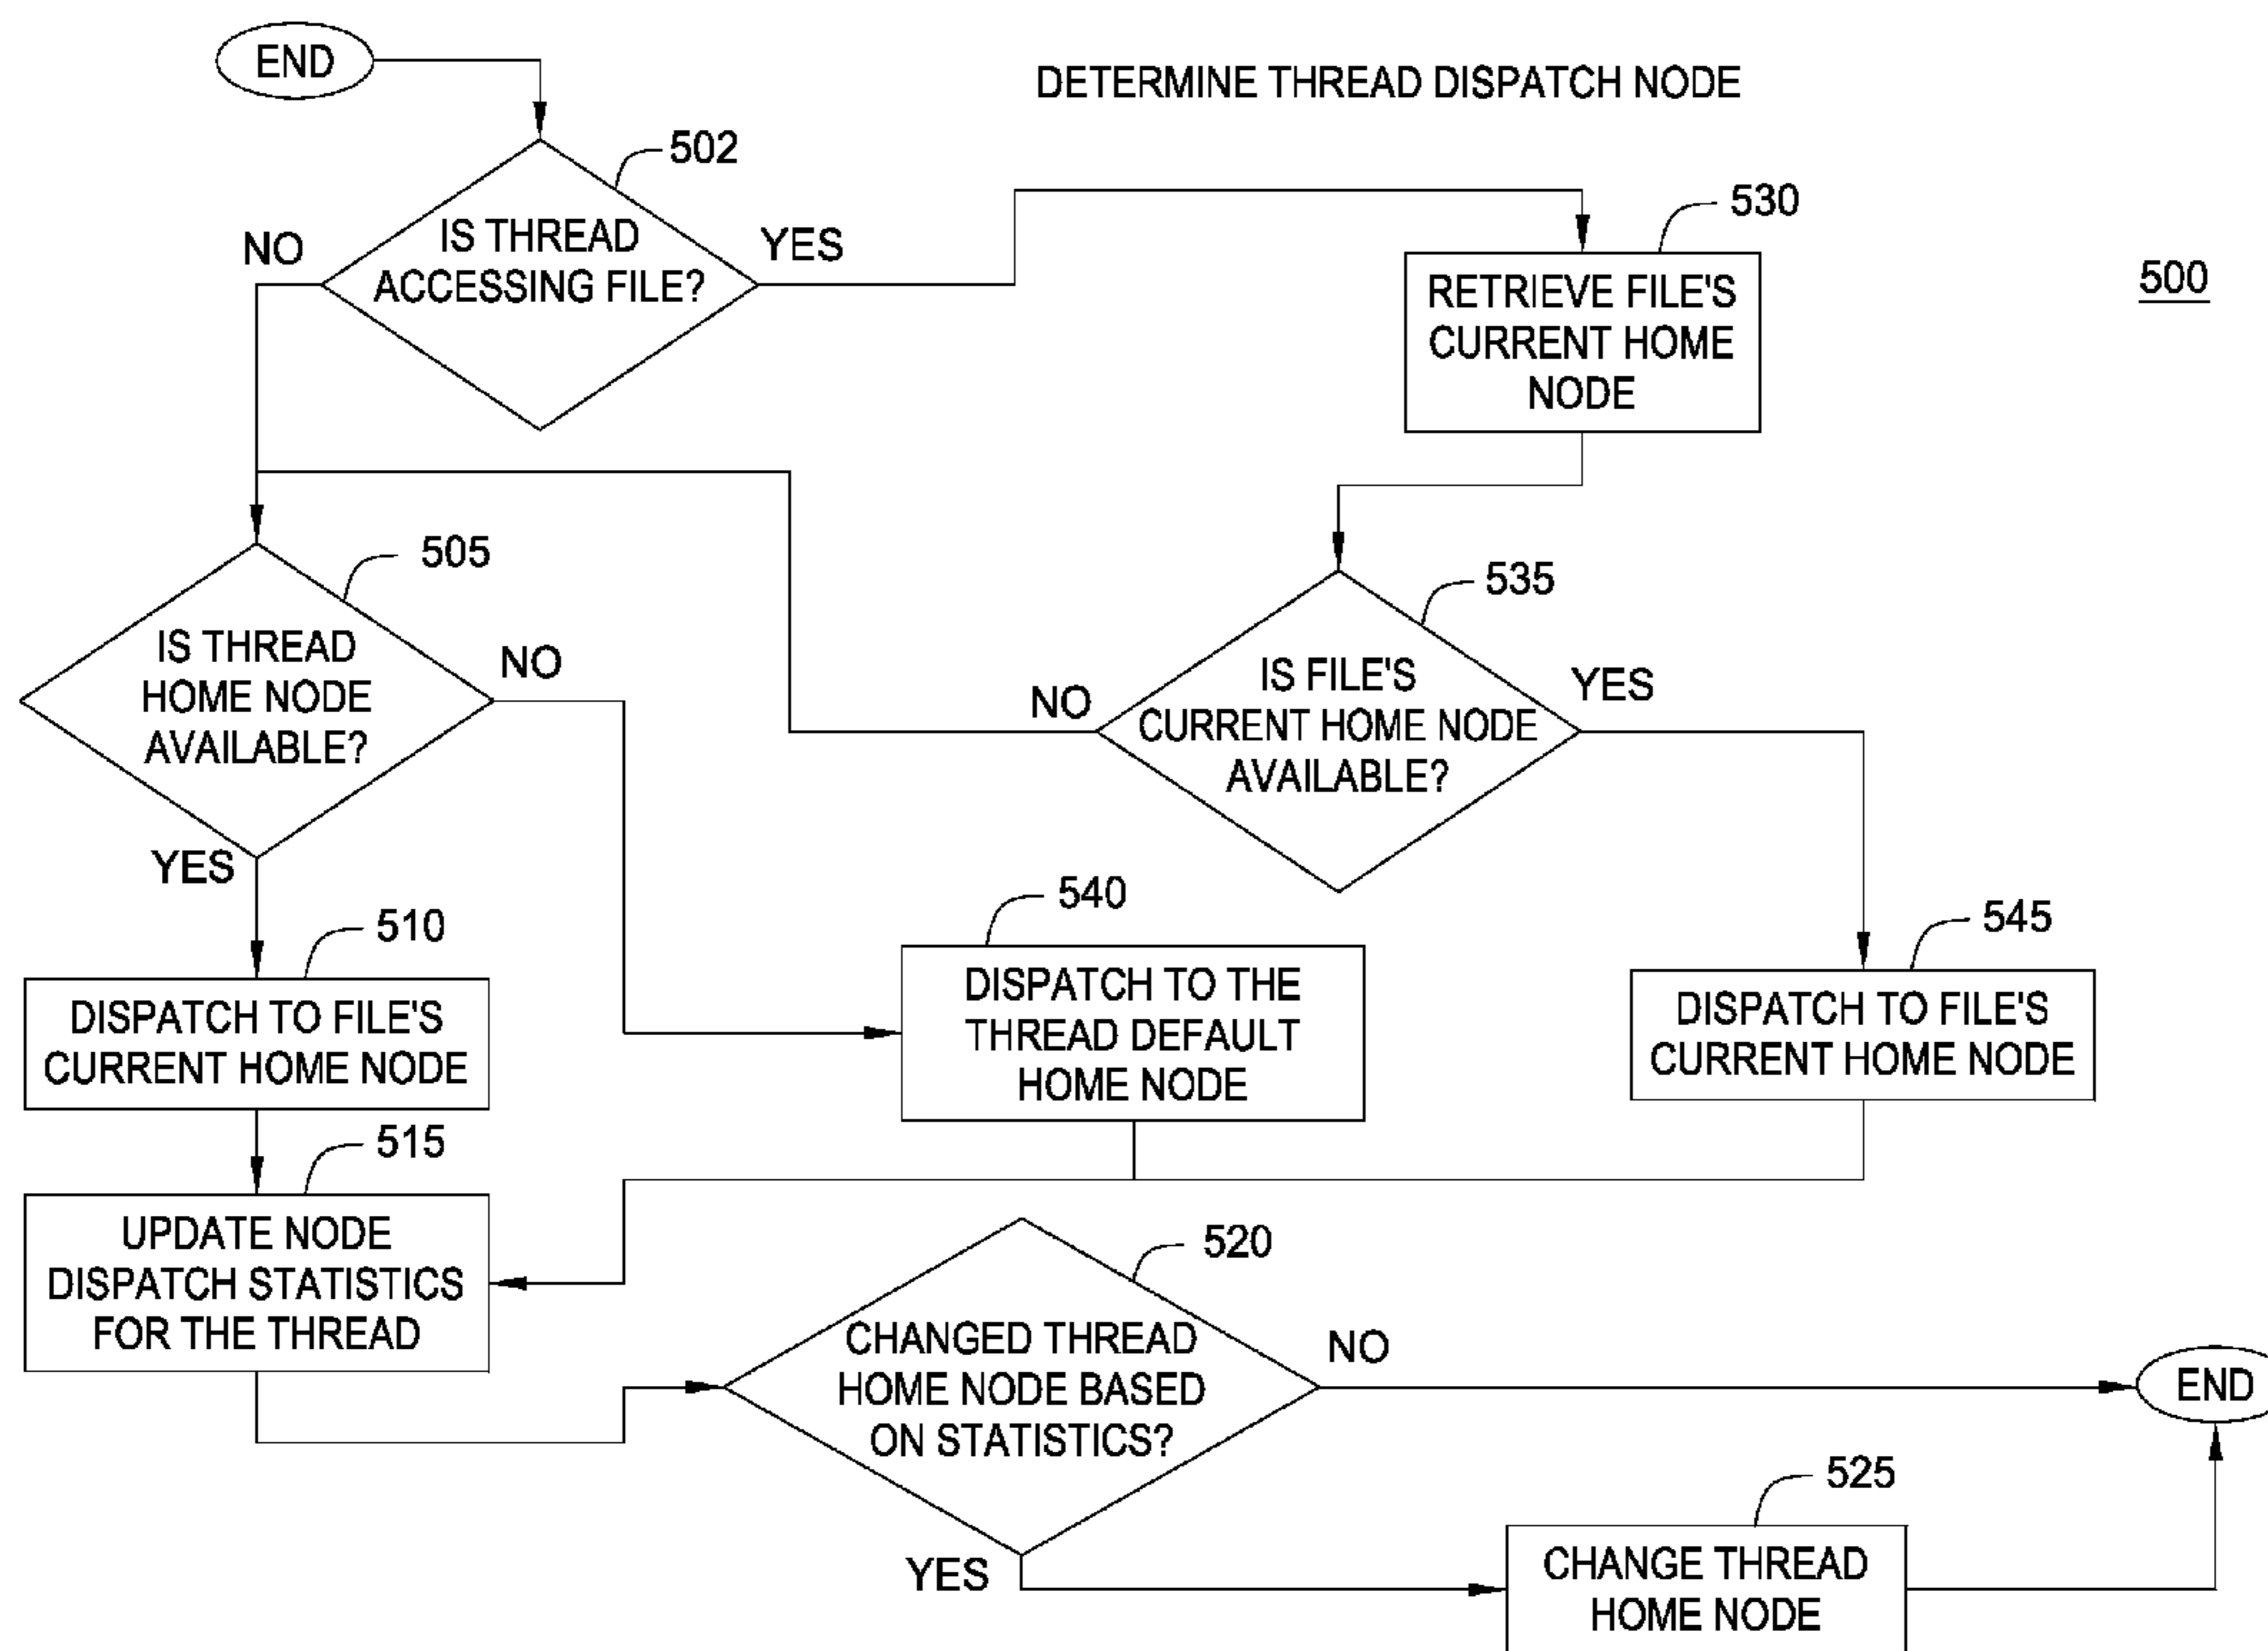 END
DETERMINE THREAD DISPATCH NODE
502
IS THREAD
ACCESSING FILE?
NO
YES
530
RETRIEVE FILE'S
CURRENT HOME
NODE
500
505
IS THREAD
HOME NODE
AVAILABLE?
NO
YES
535
IS FILE'S
CURRENT HOME NODE
AVAILABLE?
NO
YES
510
DISPATCH TO FILE'S
CURRENT HOME NODE
540
DISPATCH TO THE
THREAD DEFAULT
HOME NODE
545
DISPATCH TO FILE'S
CURRENT HOME NODE
515
UPDATE NODE
DISPATCH STATISTICS
FOR THE THREAD
520
CHANGED THREAD
HOME NODE BASED
ON STATISTICS?
NO
END
YES
525
CHANGE THREAD
HOME NODE